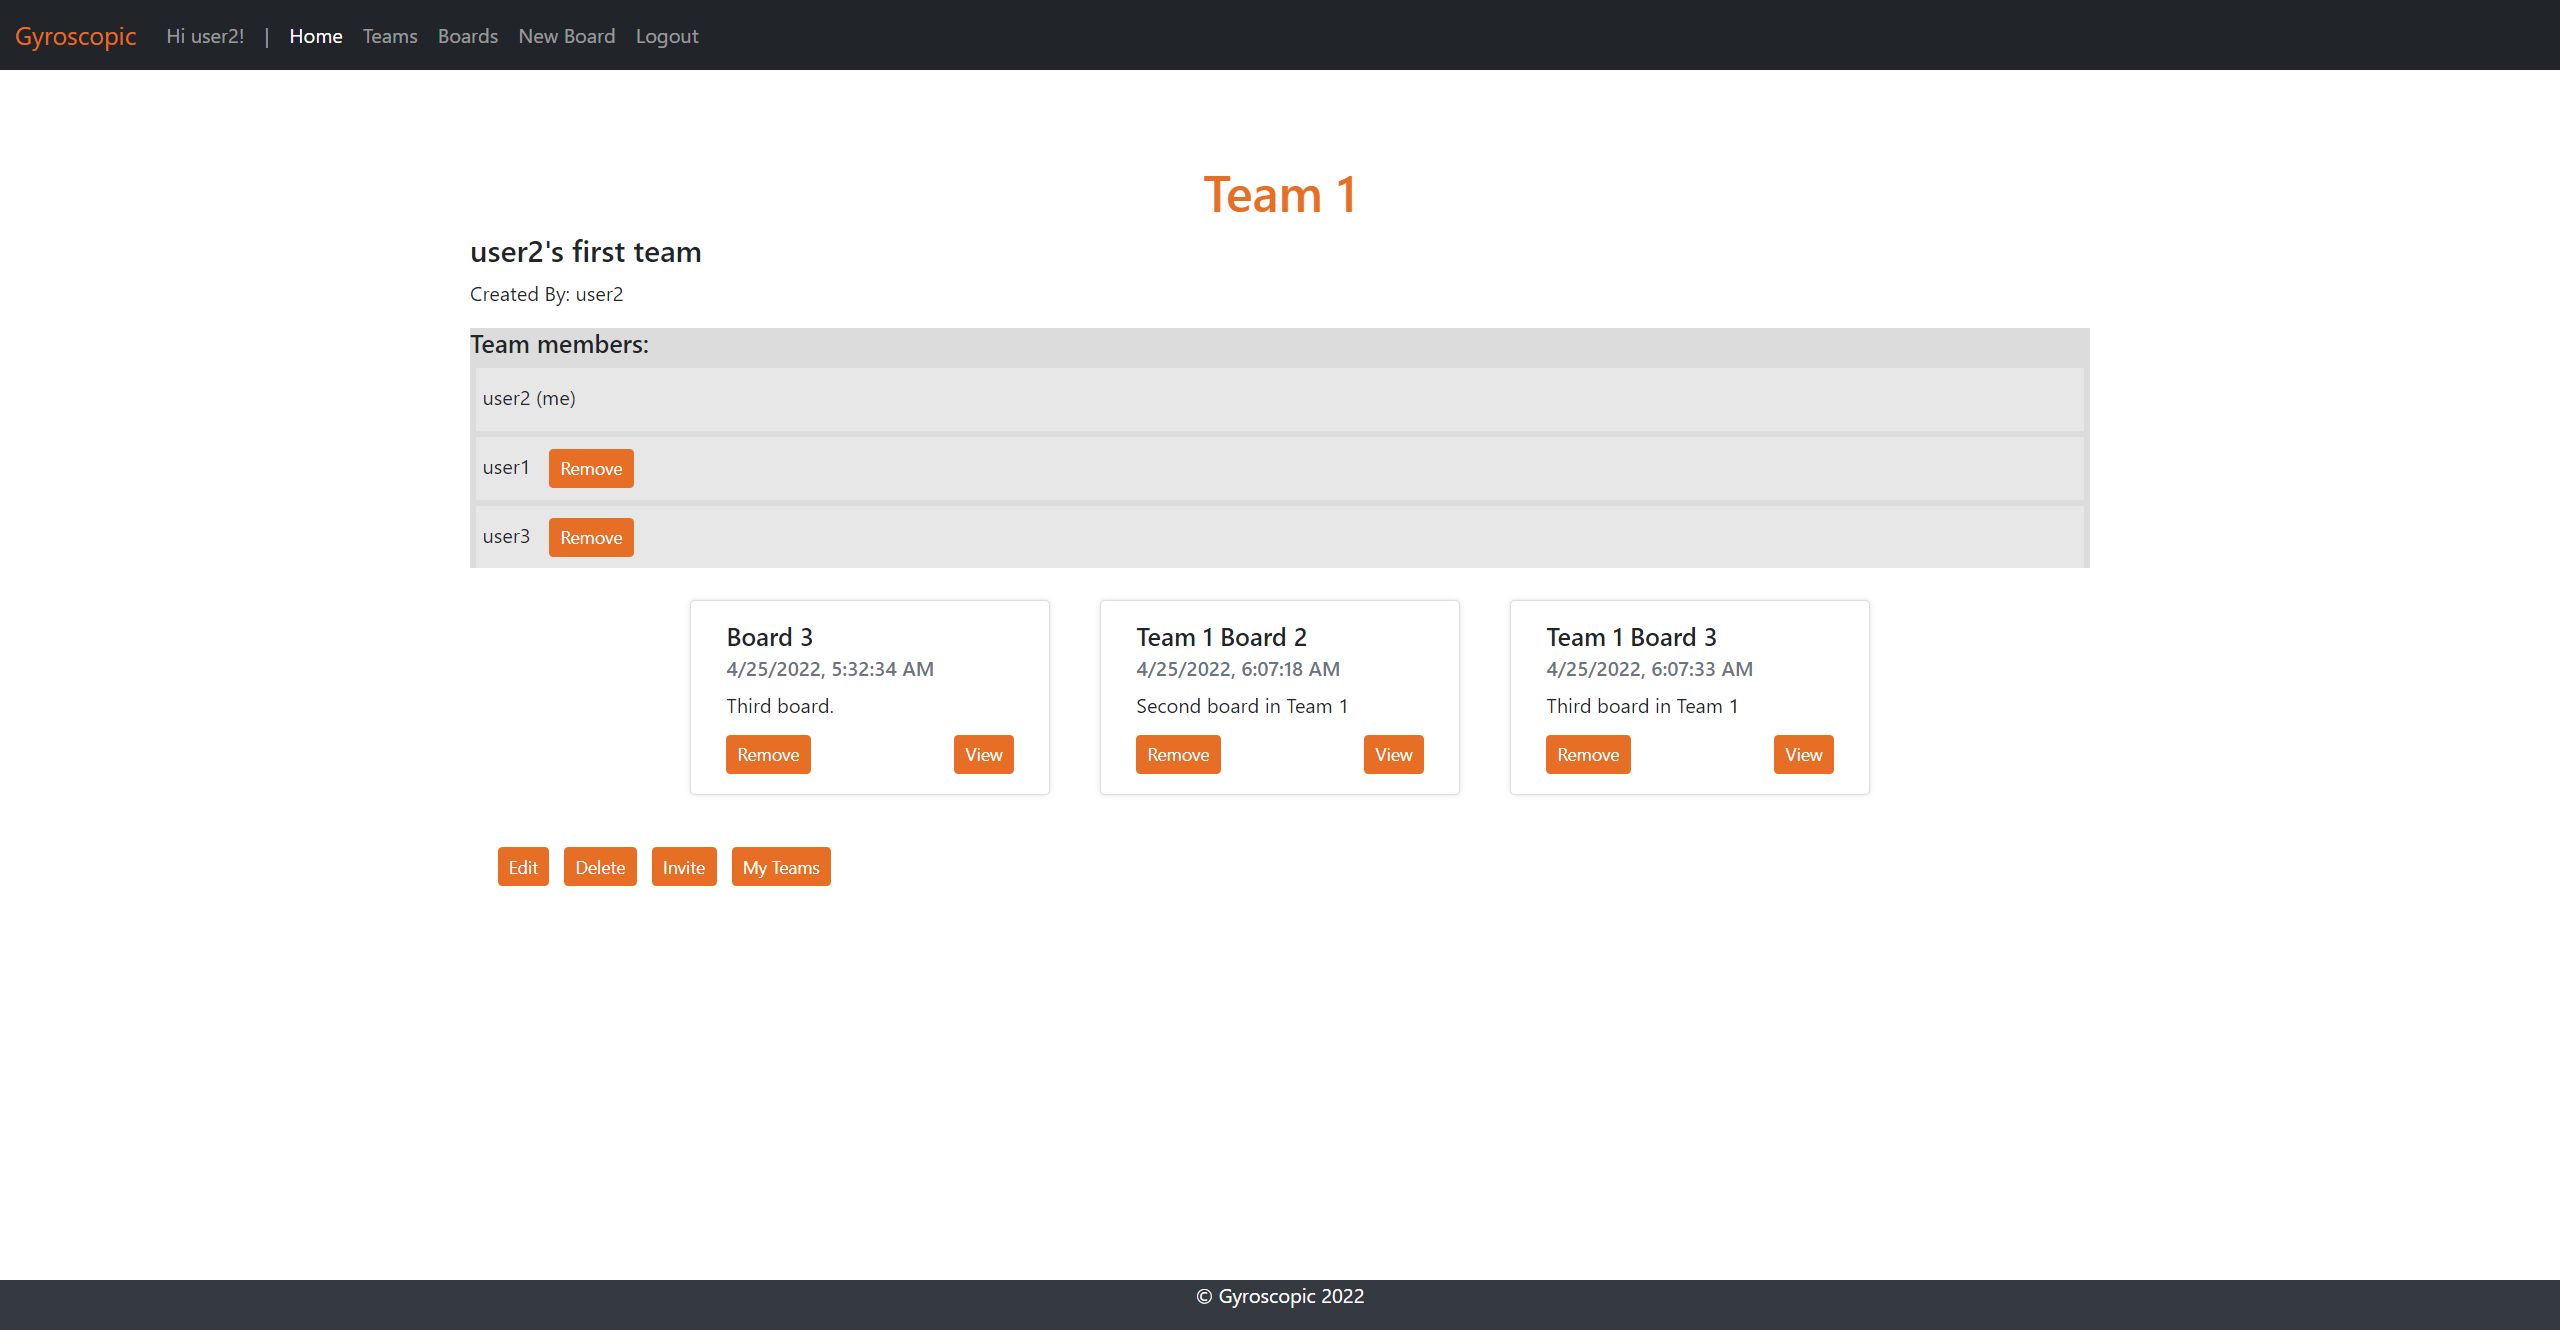 Gyroscopic Hi user2! | Home Teams Boards New Board Logout
Team 1
user2's first team
Created By: user2
Team members:
user2 (me)
user1 Remove
user3 Remove
Board 3
4/25/2022, 5:32:34 AM
Third board.
Remove View
Team 1 Board 2
4/25/2022, 6:07:18 AM
Second board in Team 1
Remove View
Team 1 Board 3
4/25/2022, 6:07:33 AM
Third board in Team 1
Remove View
Edit Delete Invite My Teams
© Gyroscopic 2022